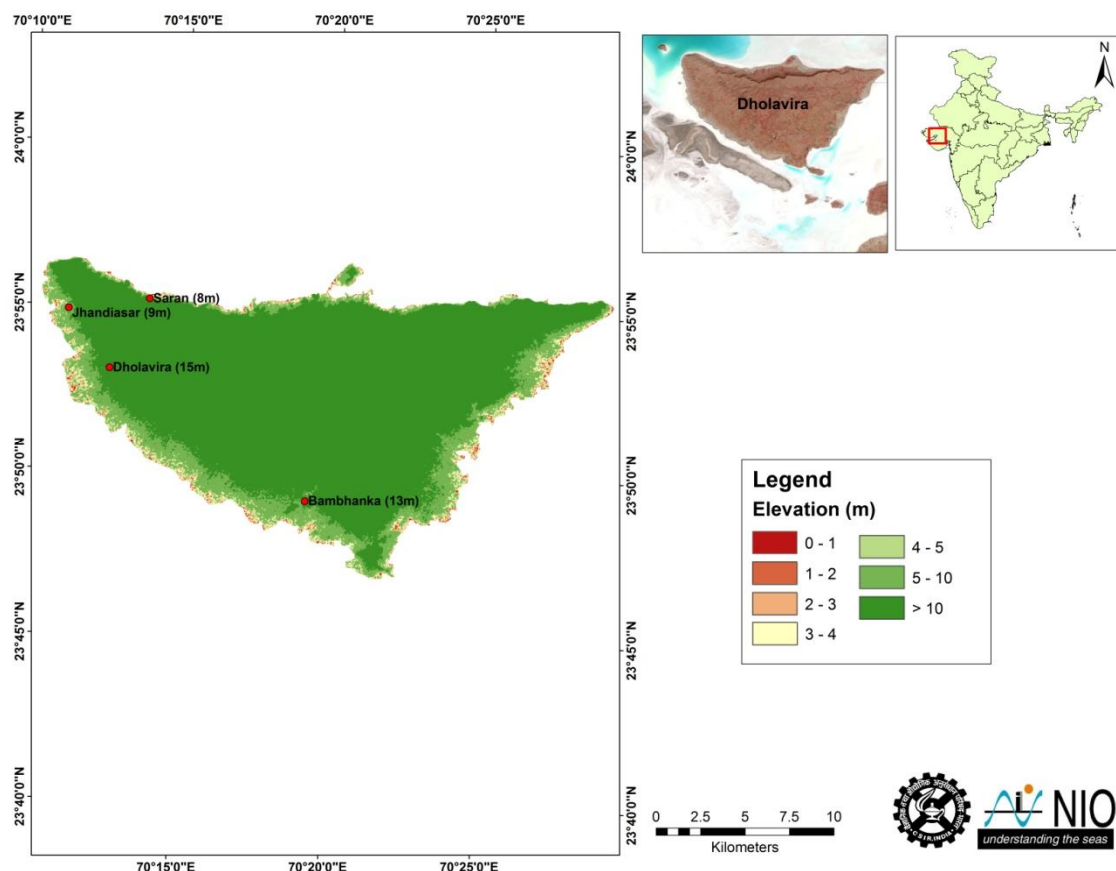 70°10'0"E
70°15'0"E
70°20'0"E
70°25'0"E
24°0'0"N
23°55'0"N
23°50'0"N
23°45'0"N
23°40'0"N
Saran (8m)
Jhandiasar (9m)
Dholavira (15m)
Bambhanka (13m)
24°0'0"N
23°55'0"N
23°50'0"N
23°45'0"N
23°40'0"N
70°15'0"E
70°20'0"E
70°25'0"E
Dholavira
N
Legend
Elevation (m)
0 - 1
1 - 2
2 - 3
3 - 4
4 - 5
5 - 10
> 10
0 2.5 5 7.5 10
Kilometers
CSIR, INDIA
NIO
understanding the seas